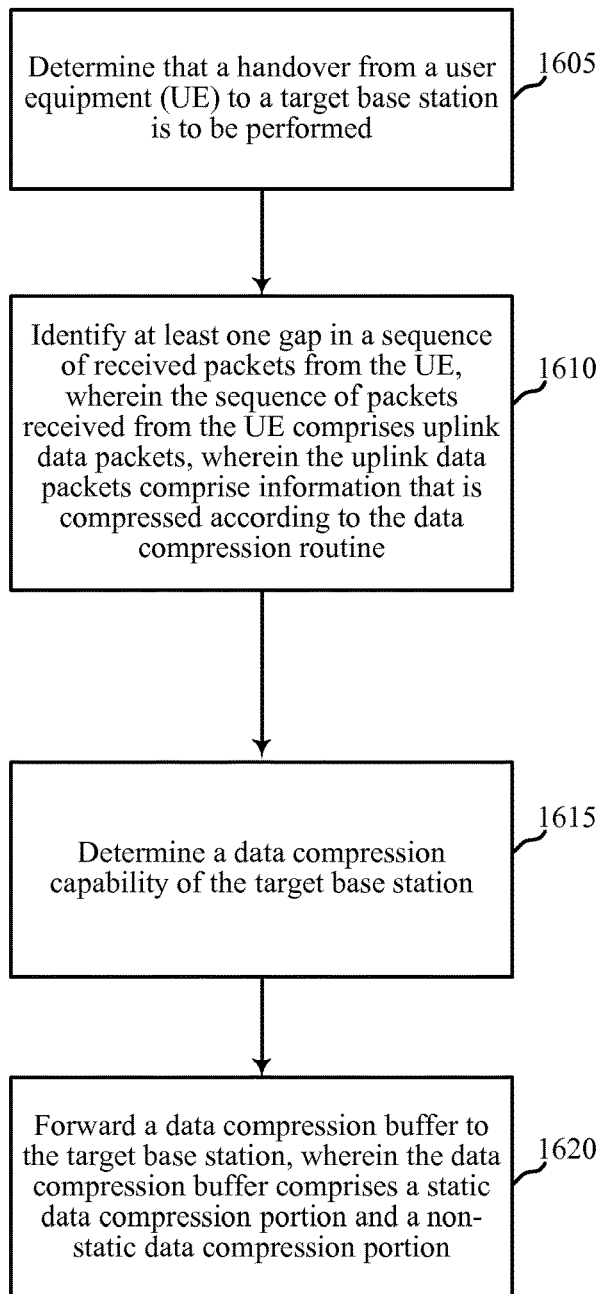 Determine that a handover from a user
equipment (UE) to a target base station
is to be performed
1605
Identify at least one gap in a sequence
of received packets from the UE,
wherein the sequence of packets
received from the UE comprises uplink
data packets, wherein the uplink data
packets comprise information that is
compressed according to the data
compression routine
1610
Determine a data compression
capability of the target base station
1615
Forward a data compression buffer to
the target base station, wherein the data
compression buffer comprises a static
data compression portion and a non-
static data compression portion
1620